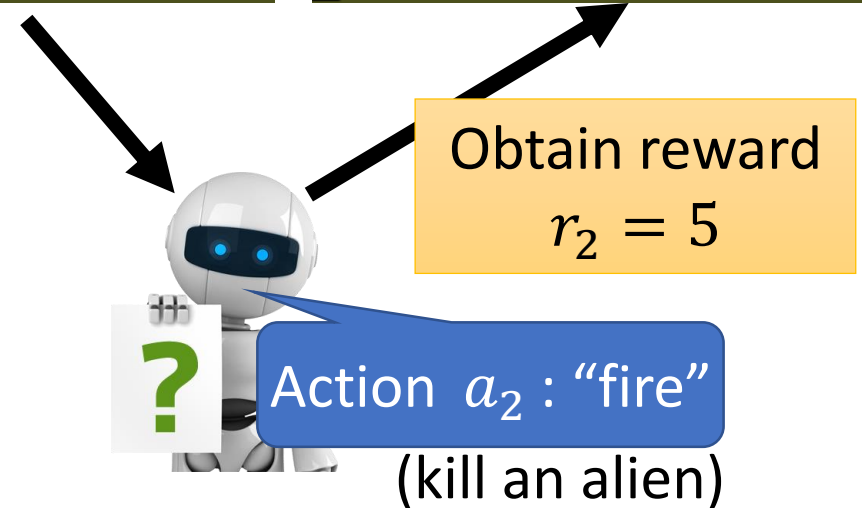 Obtain reward
r₂ = 5
?
Action a₂ : “fire”
(kill an alien)